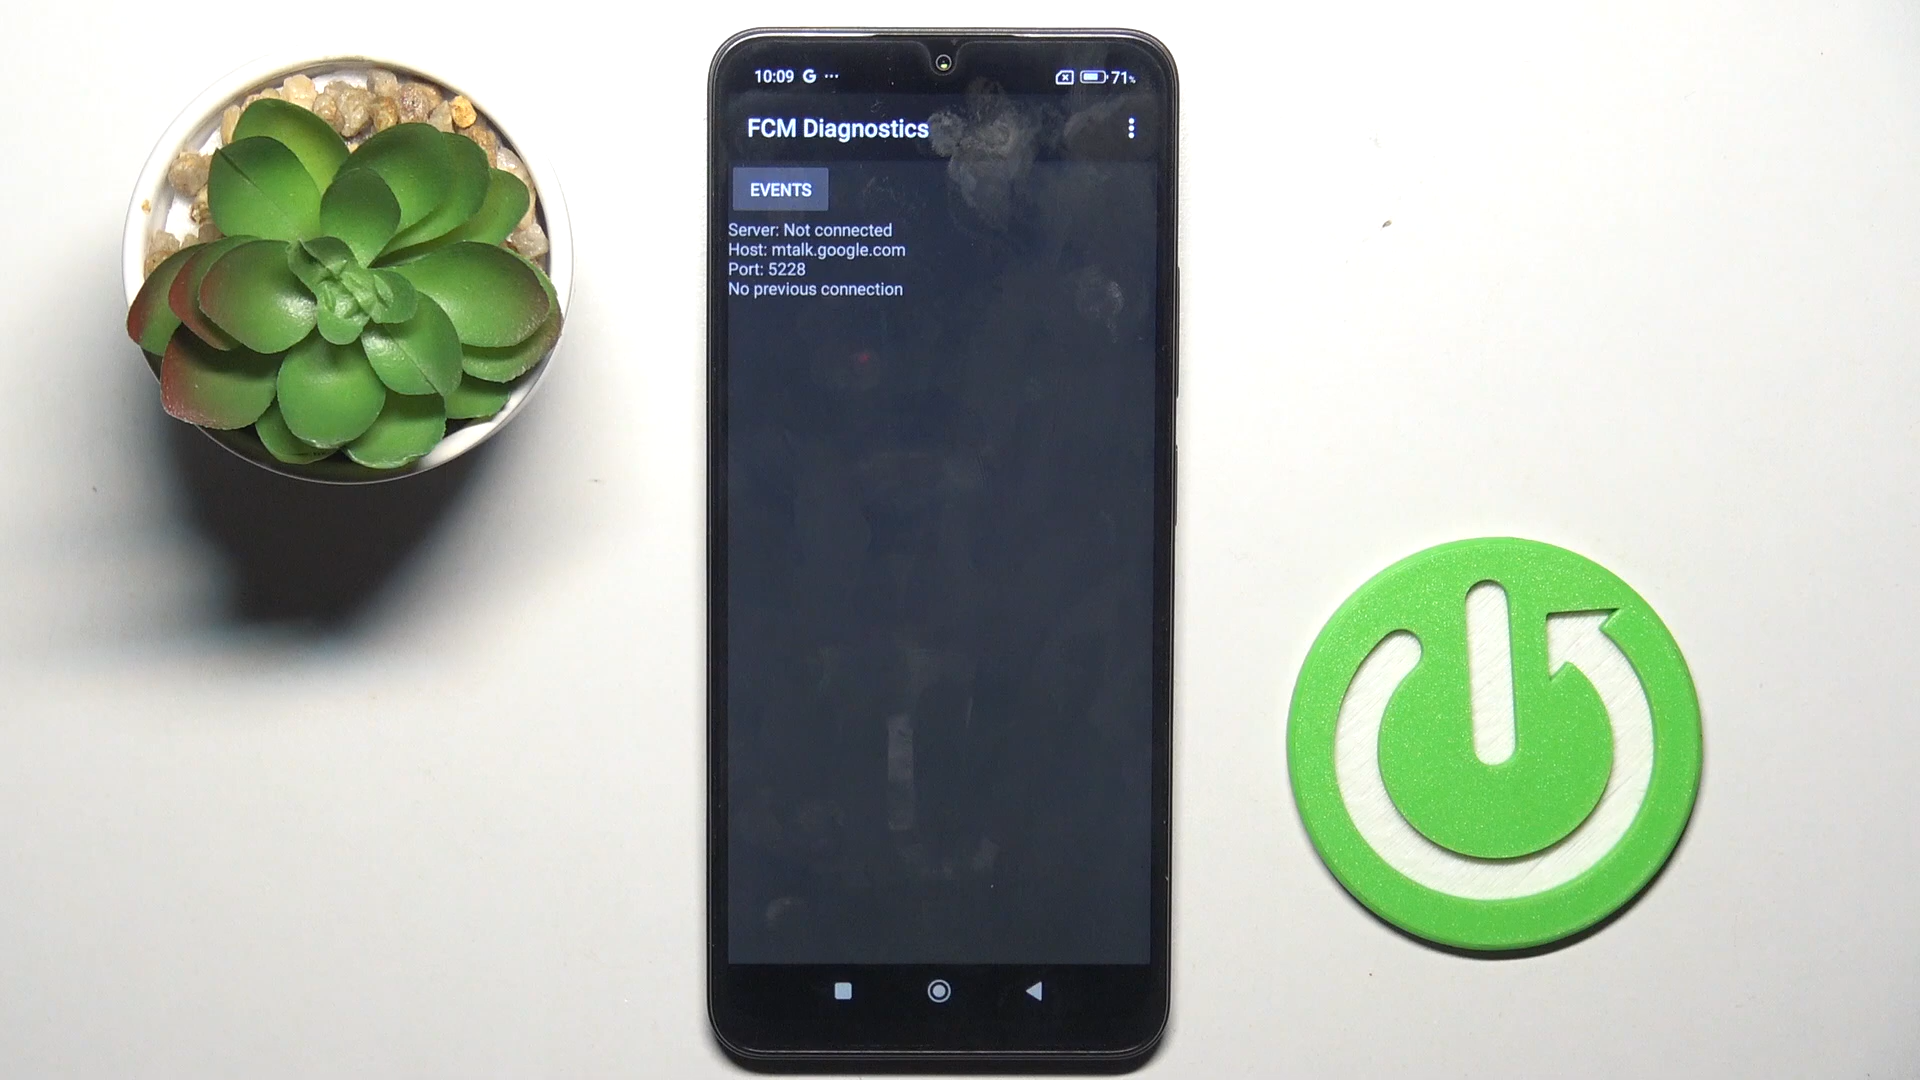 10:09 G ... 71%
FCM Diagnostics
EVENTS
Server: Not connected
Host: mtalk.google.com
Port: 5228
No previous connection